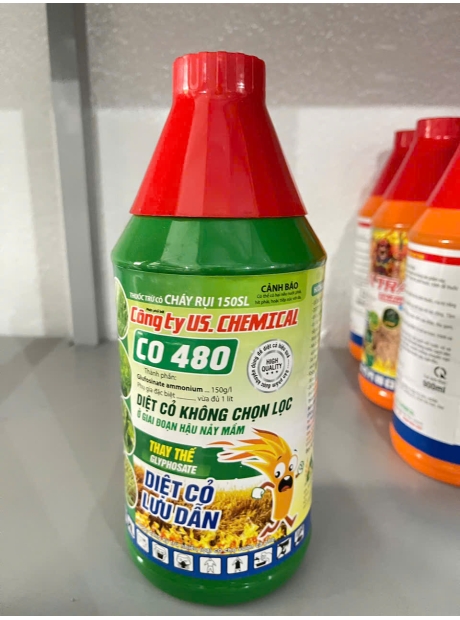 THUỐC TRỪ CỎ CHÁY RỤI 150SL
CẢNH BÁO
Công ty US. CHEMICAL
CO 480
HIGH
QUALITY
Thành phần:
Glufosinate ammonium ... 150g/l
Phụ gia đặc biệt ........... vừa đủ 1 lít
DIỆT CỎ KHÔNG CHỌN LỌC
Ở GIAI ĐOẠN HẬU NẢY MẦM
THAY THẾ
GLYPHOSATE
DIỆT CỎ
LƯU DẪN